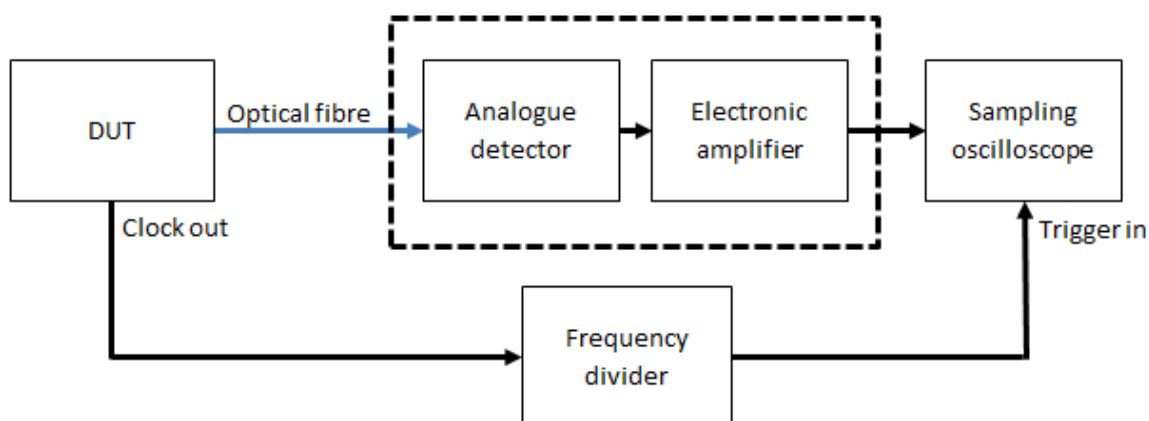 DUT
Optical fibre
Analogue
detector
Electronic
amplifier
Sampling
oscilloscope
Clock out
Trigger in
Frequency
divider